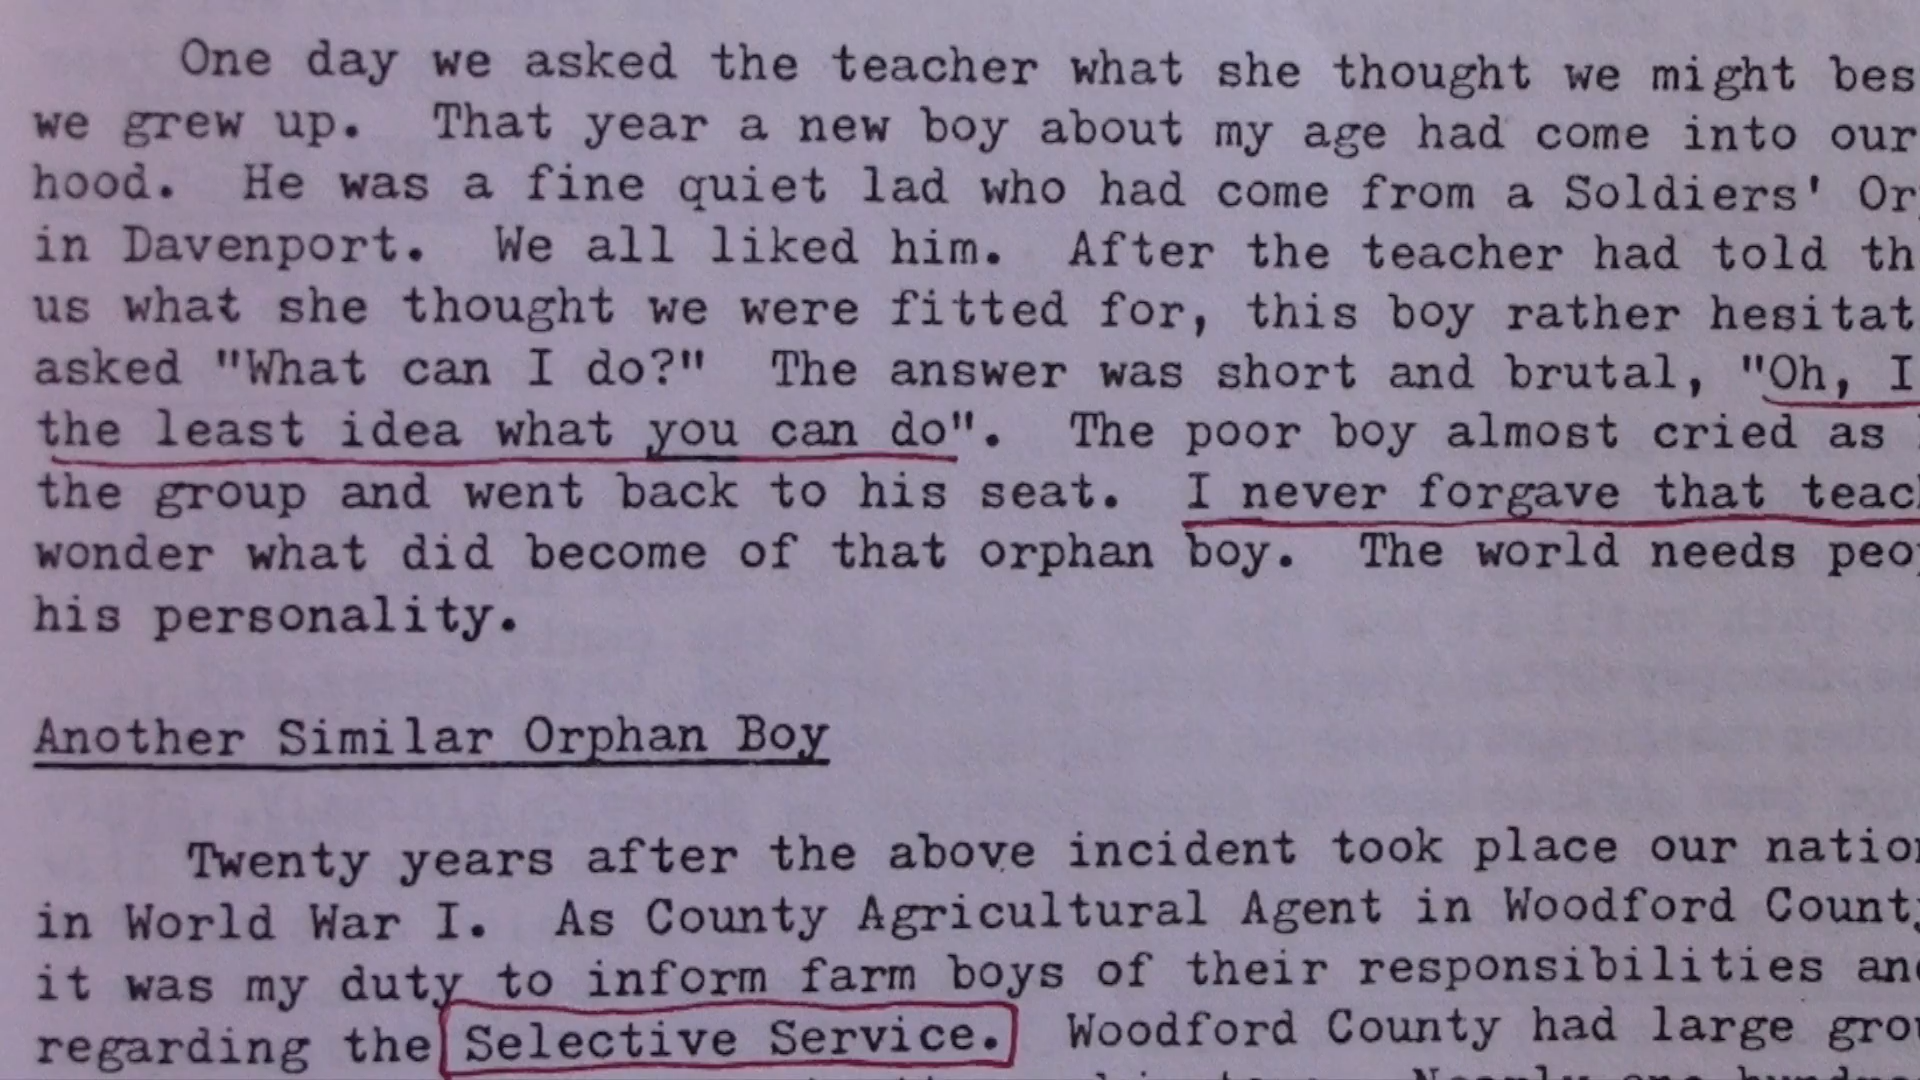 One day we asked the teacher what she thought we might bes
we grew up. That year a new boy about my age had come into our
hood. He was a fine quiet lad who had come from a Soldiers' Or
in Davenport. We all liked him. After the teacher had told th
us what she thought we were fitted for, this boy rather hesitat
asked "What can I do?" The answer was short and brutal, "Oh, I
the least idea what you can do". The poor boy almost cried as
the group and went back to his seat. I never forgave that teac
wonder what did become of that orphan boy. The world needs peo
his personality.
Another Similar Orphan Boy
Twenty years after the above incident took place our natio
in World War I. As County Agricultural Agent in Woodford County
it was my duty to inform farm boys of their responsibilities an
regarding the Selective Service. Woodford County had large gro